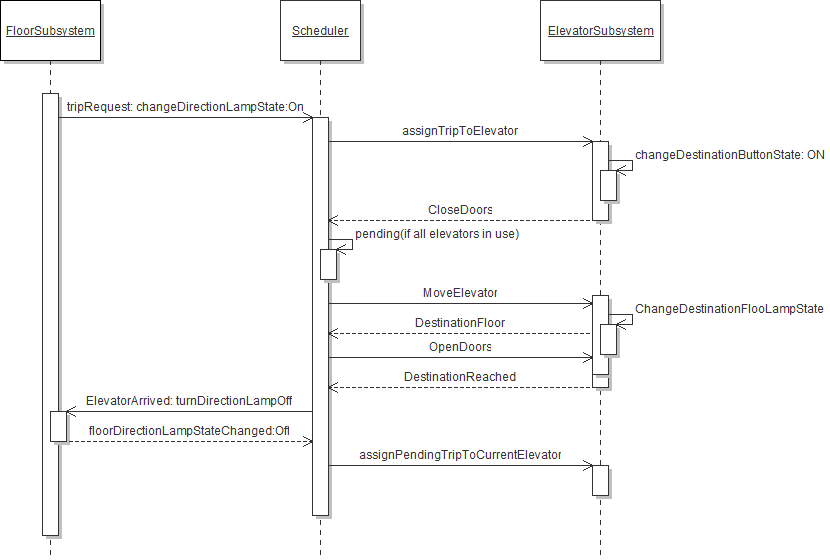 FloorSubsystem
Scheduler
ElevatorSubsystem
tripRequest: changeDirectionLampState:On
assignTripToElevator
changeDestinationButtonState: ON
CloseDoors
pending(if all elevators in use)
MoveElevator
ChangeDestinationFlooLampState
DestinationFloor
OpenDoors
DestinationReached
ElevatorArrived: turnDirectionLampOff
floorDirectionLampStateChanged:Off
assignPendingTripToCurrentElevator